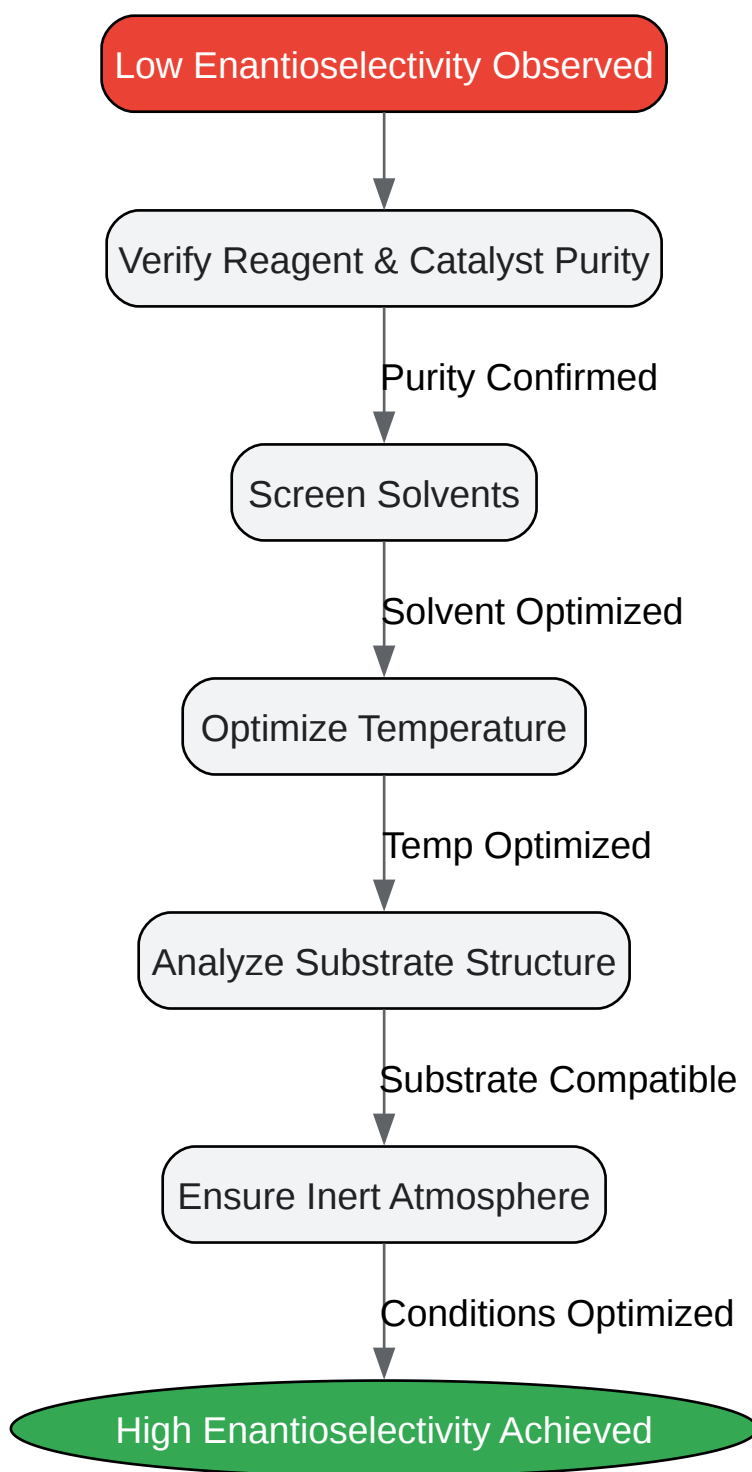 Low Enantioselectivity Observed
Verify Reagent & Catalyst Purity
Purity Confirmed
Screen Solvents
Solvent Optimized
Optimize Temperature
Temp Optimized
Analyze Substrate Structure
Substrate Compatible
Ensure Inert Atmosphere
Conditions Optimized
High Enantioselectivity Achieved